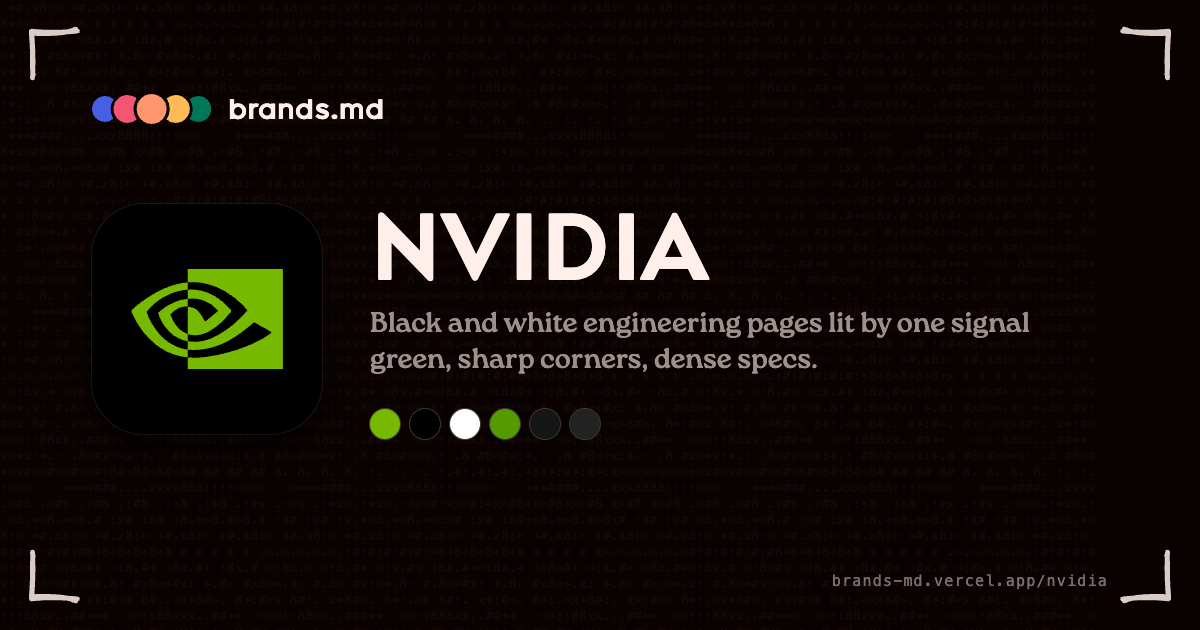 brands.md
NVIDIA
Black and white engineering pages lit by one signal
green, sharp corners, dense specs.
brands-md.vercel.app/nvidia